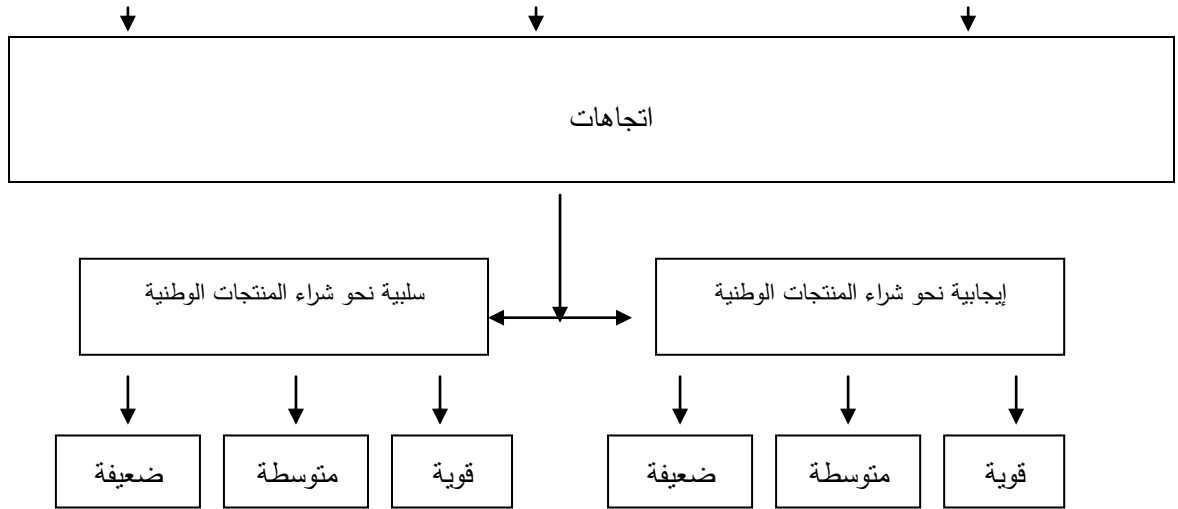 اتجاهات
إيجابية نحو شراء المنتجات الوطنية
سلبية نحو شراء المنتجات الوطنية
قوية
متوسطة
ضعيفة
قوية
متوسطة
ضعيفة